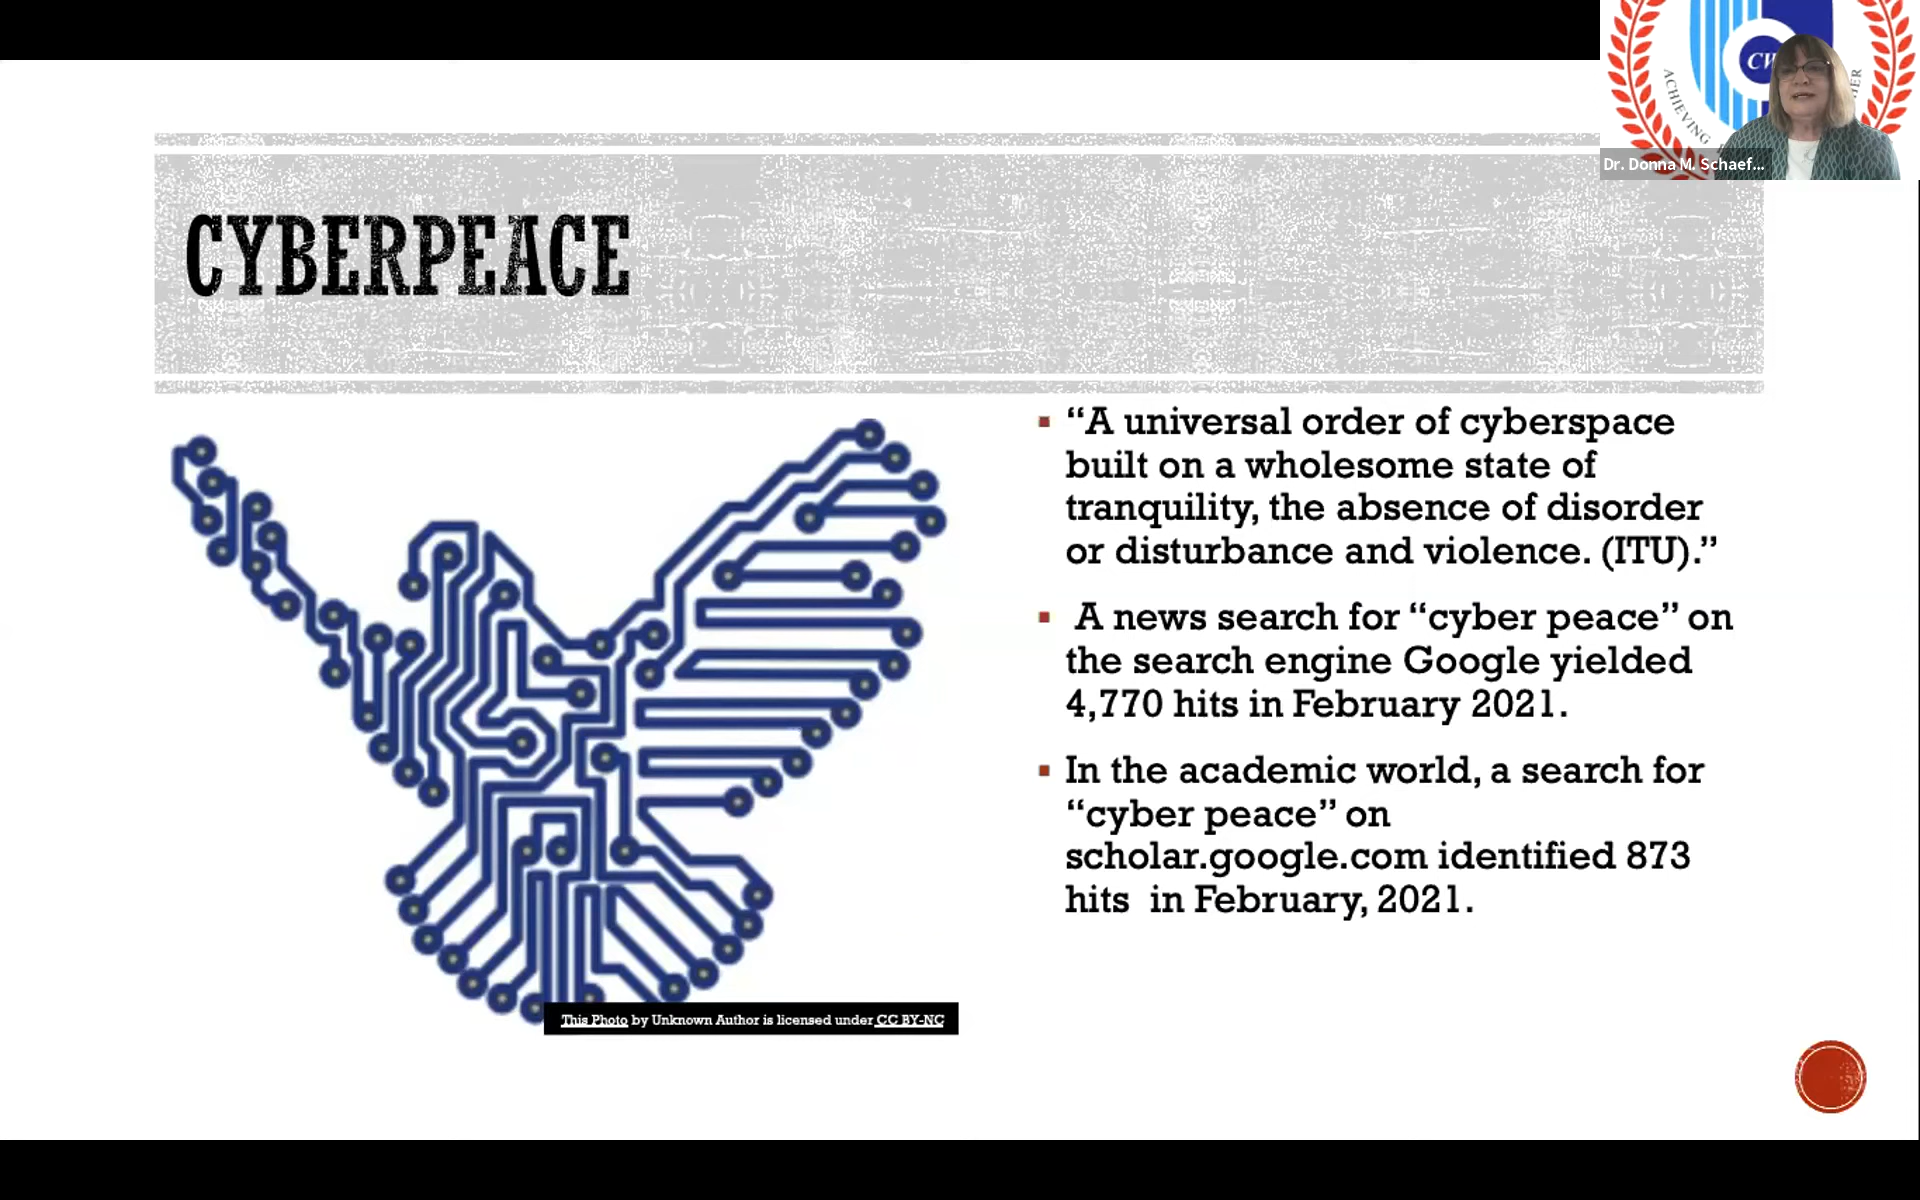 CW
ACHIEVING
Dr. Donna M. Schaef...
CYBERPEACE
▪ “A universal order of cyberspace
built on a wholesome state of
tranquility, the absence of disorder
or disturbance and violence. (ITU).”
▪ A news search for “cyber peace” on
the search engine Google yielded
4,770 hits in February 2021.
▪ In the academic world, a search for
“cyber peace” on
scholar.google.com identified 873
hits in February, 2021.
This Photo by Unknown Author is licensed under CC BY-NC